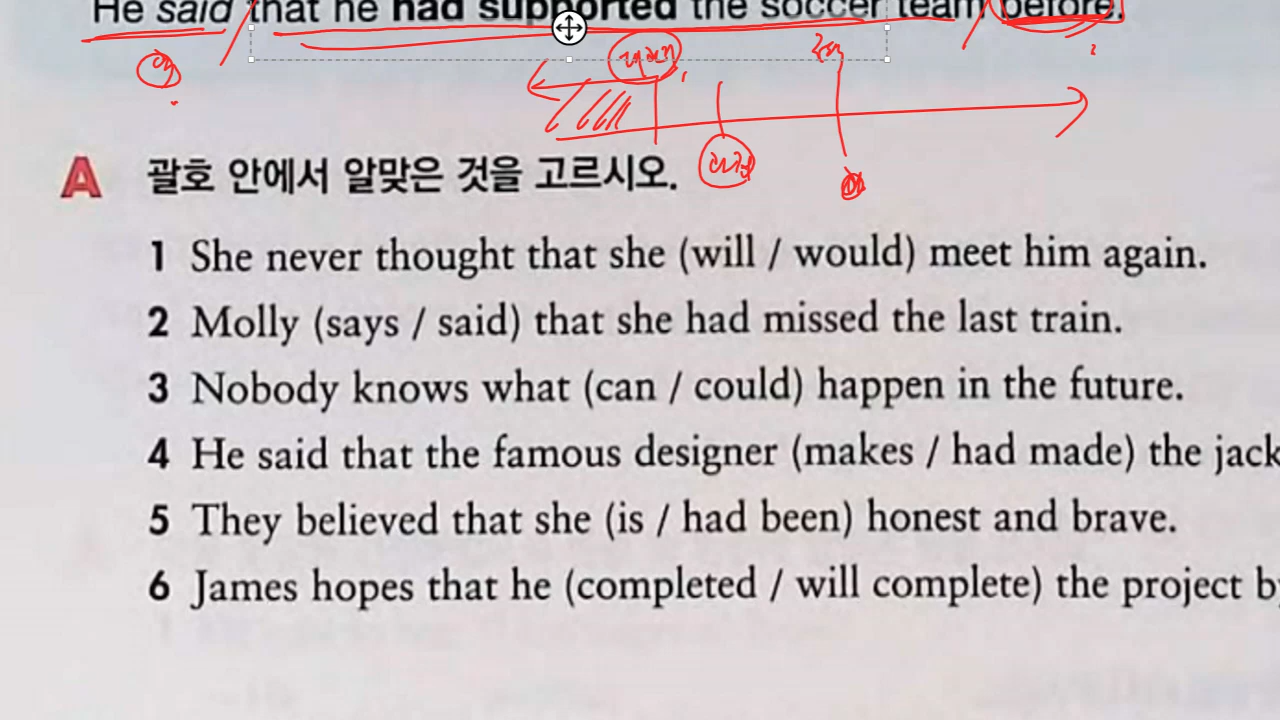 He said that he had supported the soccer team before.
A 괄호 안에서 알맞은 것을 고르시오.
1 She never thought that she (will / would) meet him again.
2 Molly (says / said) that she had missed the last train.
3 Nobody knows what (can / could) happen in the future.
4 He said that the famous designer (makes / had made) the jack
5 They believed that she (is / had been) honest and brave.
6 James hopes that he (completed / will complete) the project b